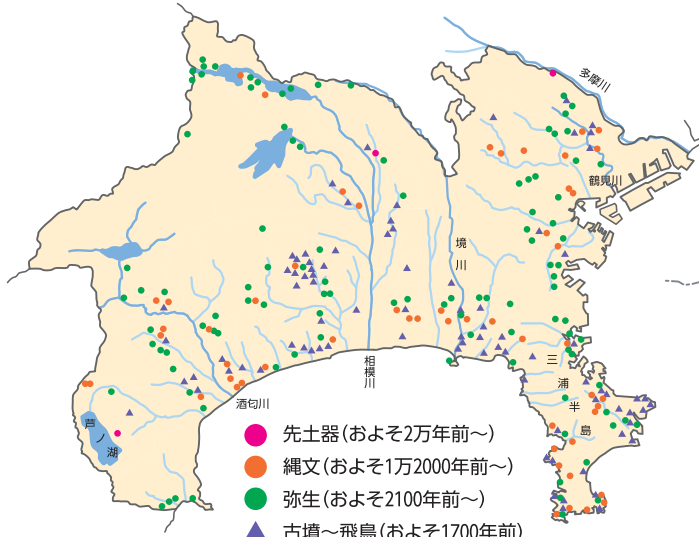 多摩川
鶴見川
境川
相模川
酒匂川
芦ノ湖
三浦半島
先土器(およそ2万年前〜)
縄文(およそ1万2000年前〜)
弥生(およそ2100年前〜)
古墳〜飛鳥(およそ1700年前)